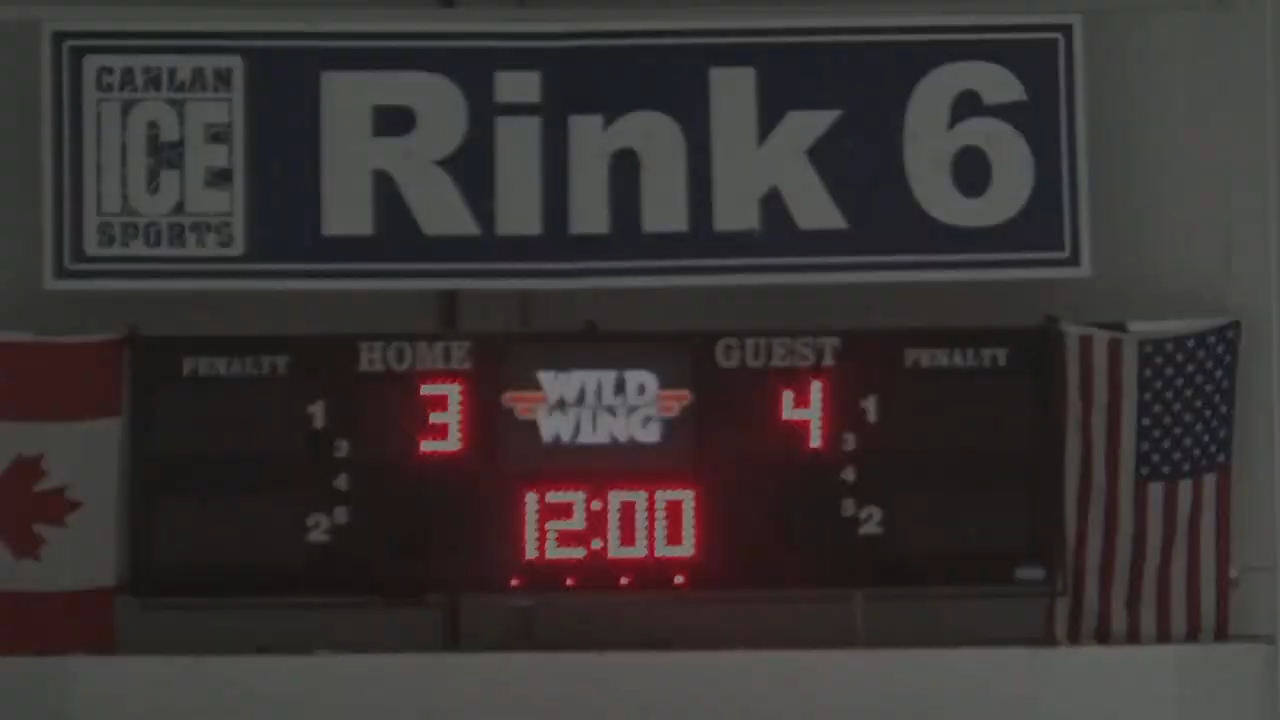 CANLAN
ICE
SPORTS
Rink 6
PENALTY
HOME
WILD
WING
GUEST
PENALTY
3
4
1
1
2
3
4
4
5
5
2
2
12:00